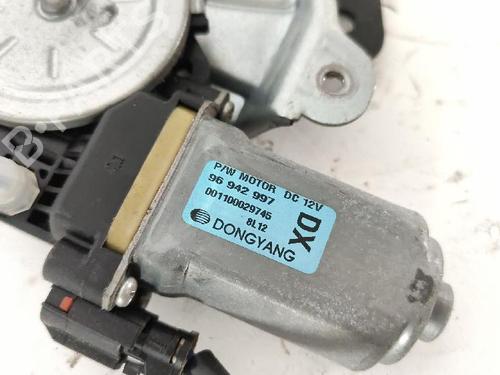 P/W MOTOR DC 12V
96 942 997
001100029745
8L12
DX
DONGYANG